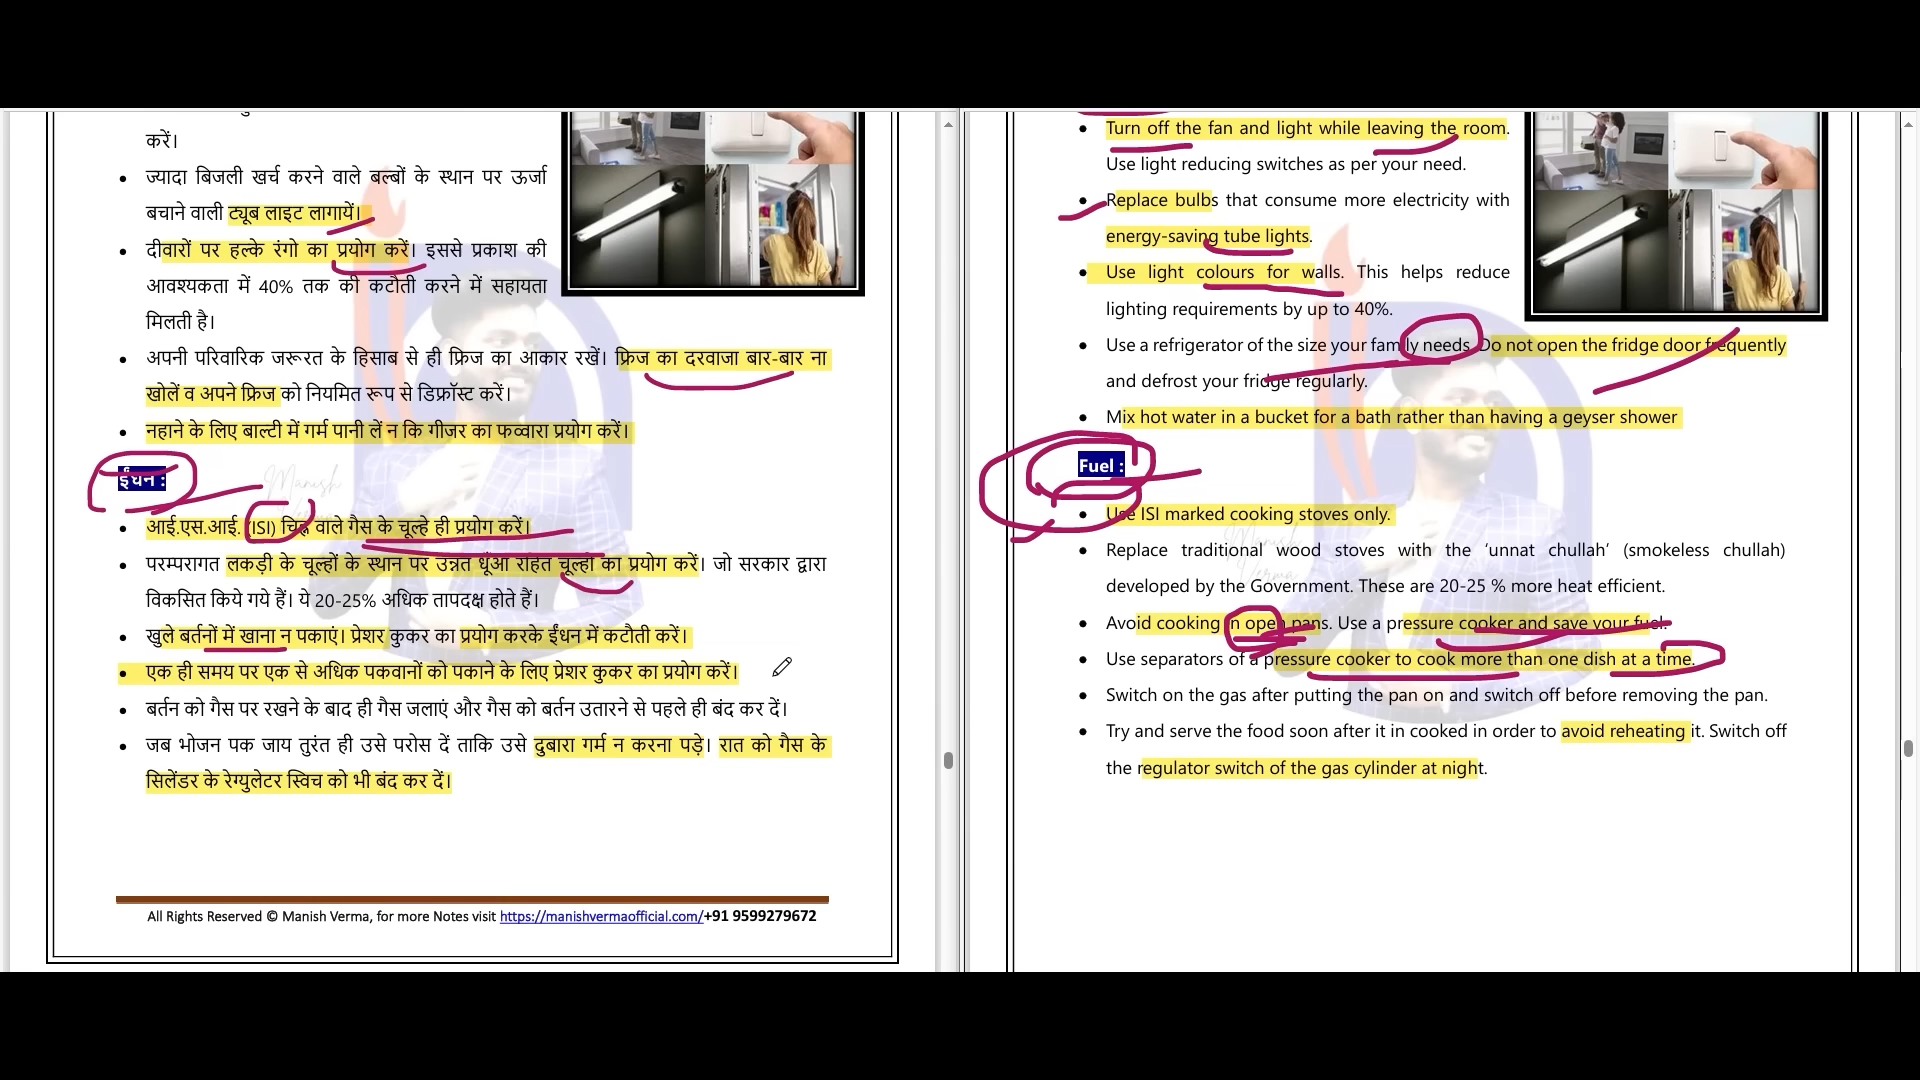 करें।
ज्यादा बिजली खर्च करने वाले बल्बों के स्थान पर ऊर्जा
बचाने वाली ट्यूब लाइट लागायें।
दीवारों पर हल्के रंगो का प्रयोग करें। इससे प्रकाश की
आवश्यकता में 40% तक की कटौती करने में सहायता
मिलती है।
अपनी परिवारिक जरूरत के हिसाब से ही फ्रिज का आकार रखें। फ्रिज का दरवाजा बार-बार ना
खोलें व अपने फ्रिज को नियमित रूप से डिफ्रॉस्ट करें।
नहाने के लिए बाल्टी में गर्म पानी लें न कि गीजर का फव्वारा प्रयोग करें।
ईंधन :
आई.एस.आई. (ISI) चिह्न वाले गैस के चूल्हे ही प्रयोग करें।
परम्परागत लकड़ी के चूल्हों के स्थान पर उन्नत धूंआ रहित चूल्हों का प्रयोग करें। जो सरकार द्वारा
विकसित किये गये हैं। ये 20-25% अधिक तापदक्ष होते हैं।
खुले बर्तनों में खाना न पकाएं। प्रेशर कुकर का प्रयोग करके ईंधन में कटौती करें।
एक ही समय पर एक से अधिक पकवानों को पकाने के लिए प्रेशर कुकर का प्रयोग करें।
बर्तन को गैस पर रखने के बाद ही गैस जलाएं और गैस को बर्तन उतारने से पहले ही बंद कर दें।
जब भोजन पक जाय तुरंत ही उसे परोस दें ताकि उसे दुबारा गर्म न करना पड़े। रात को गैस के
सिलेंडर के रेग्युलेटर स्विच को भी बंद कर दें।
All Rights Reserved © Manish Verma, for more Notes visit https://manishvermaofficial.com/+91 9599279672
Turn off the fan and light while leaving the room.
Use light reducing switches as per your need.
Replace bulbs that consume more electricity with
energy-saving tube lights.
Use light colours for walls. This helps reduce
lighting requirements by up to 40%.
Use a refrigerator of the size your family needs. Do not open the fridge door frequently
and defrost your fridge regularly.
Mix hot water in a bucket for a bath rather than having a geyser shower
Fuel :
Use ISI marked cooking stoves only.
Replace traditional wood stoves with the ‘unnat chullah’ (smokeless chullah)
developed by the Government. These are 20-25 % more heat efficient.
Avoid cooking in open pans. Use a pressure cooker and save your fuel.
Use separators of a pressure cooker to cook more than one dish at a time.
Switch on the gas after putting the pan on and switch off before removing the pan.
Try and serve the food soon after it in cooked in order to avoid reheating it. Switch off
the regulator switch of the gas cylinder at night.
Manish
Verma